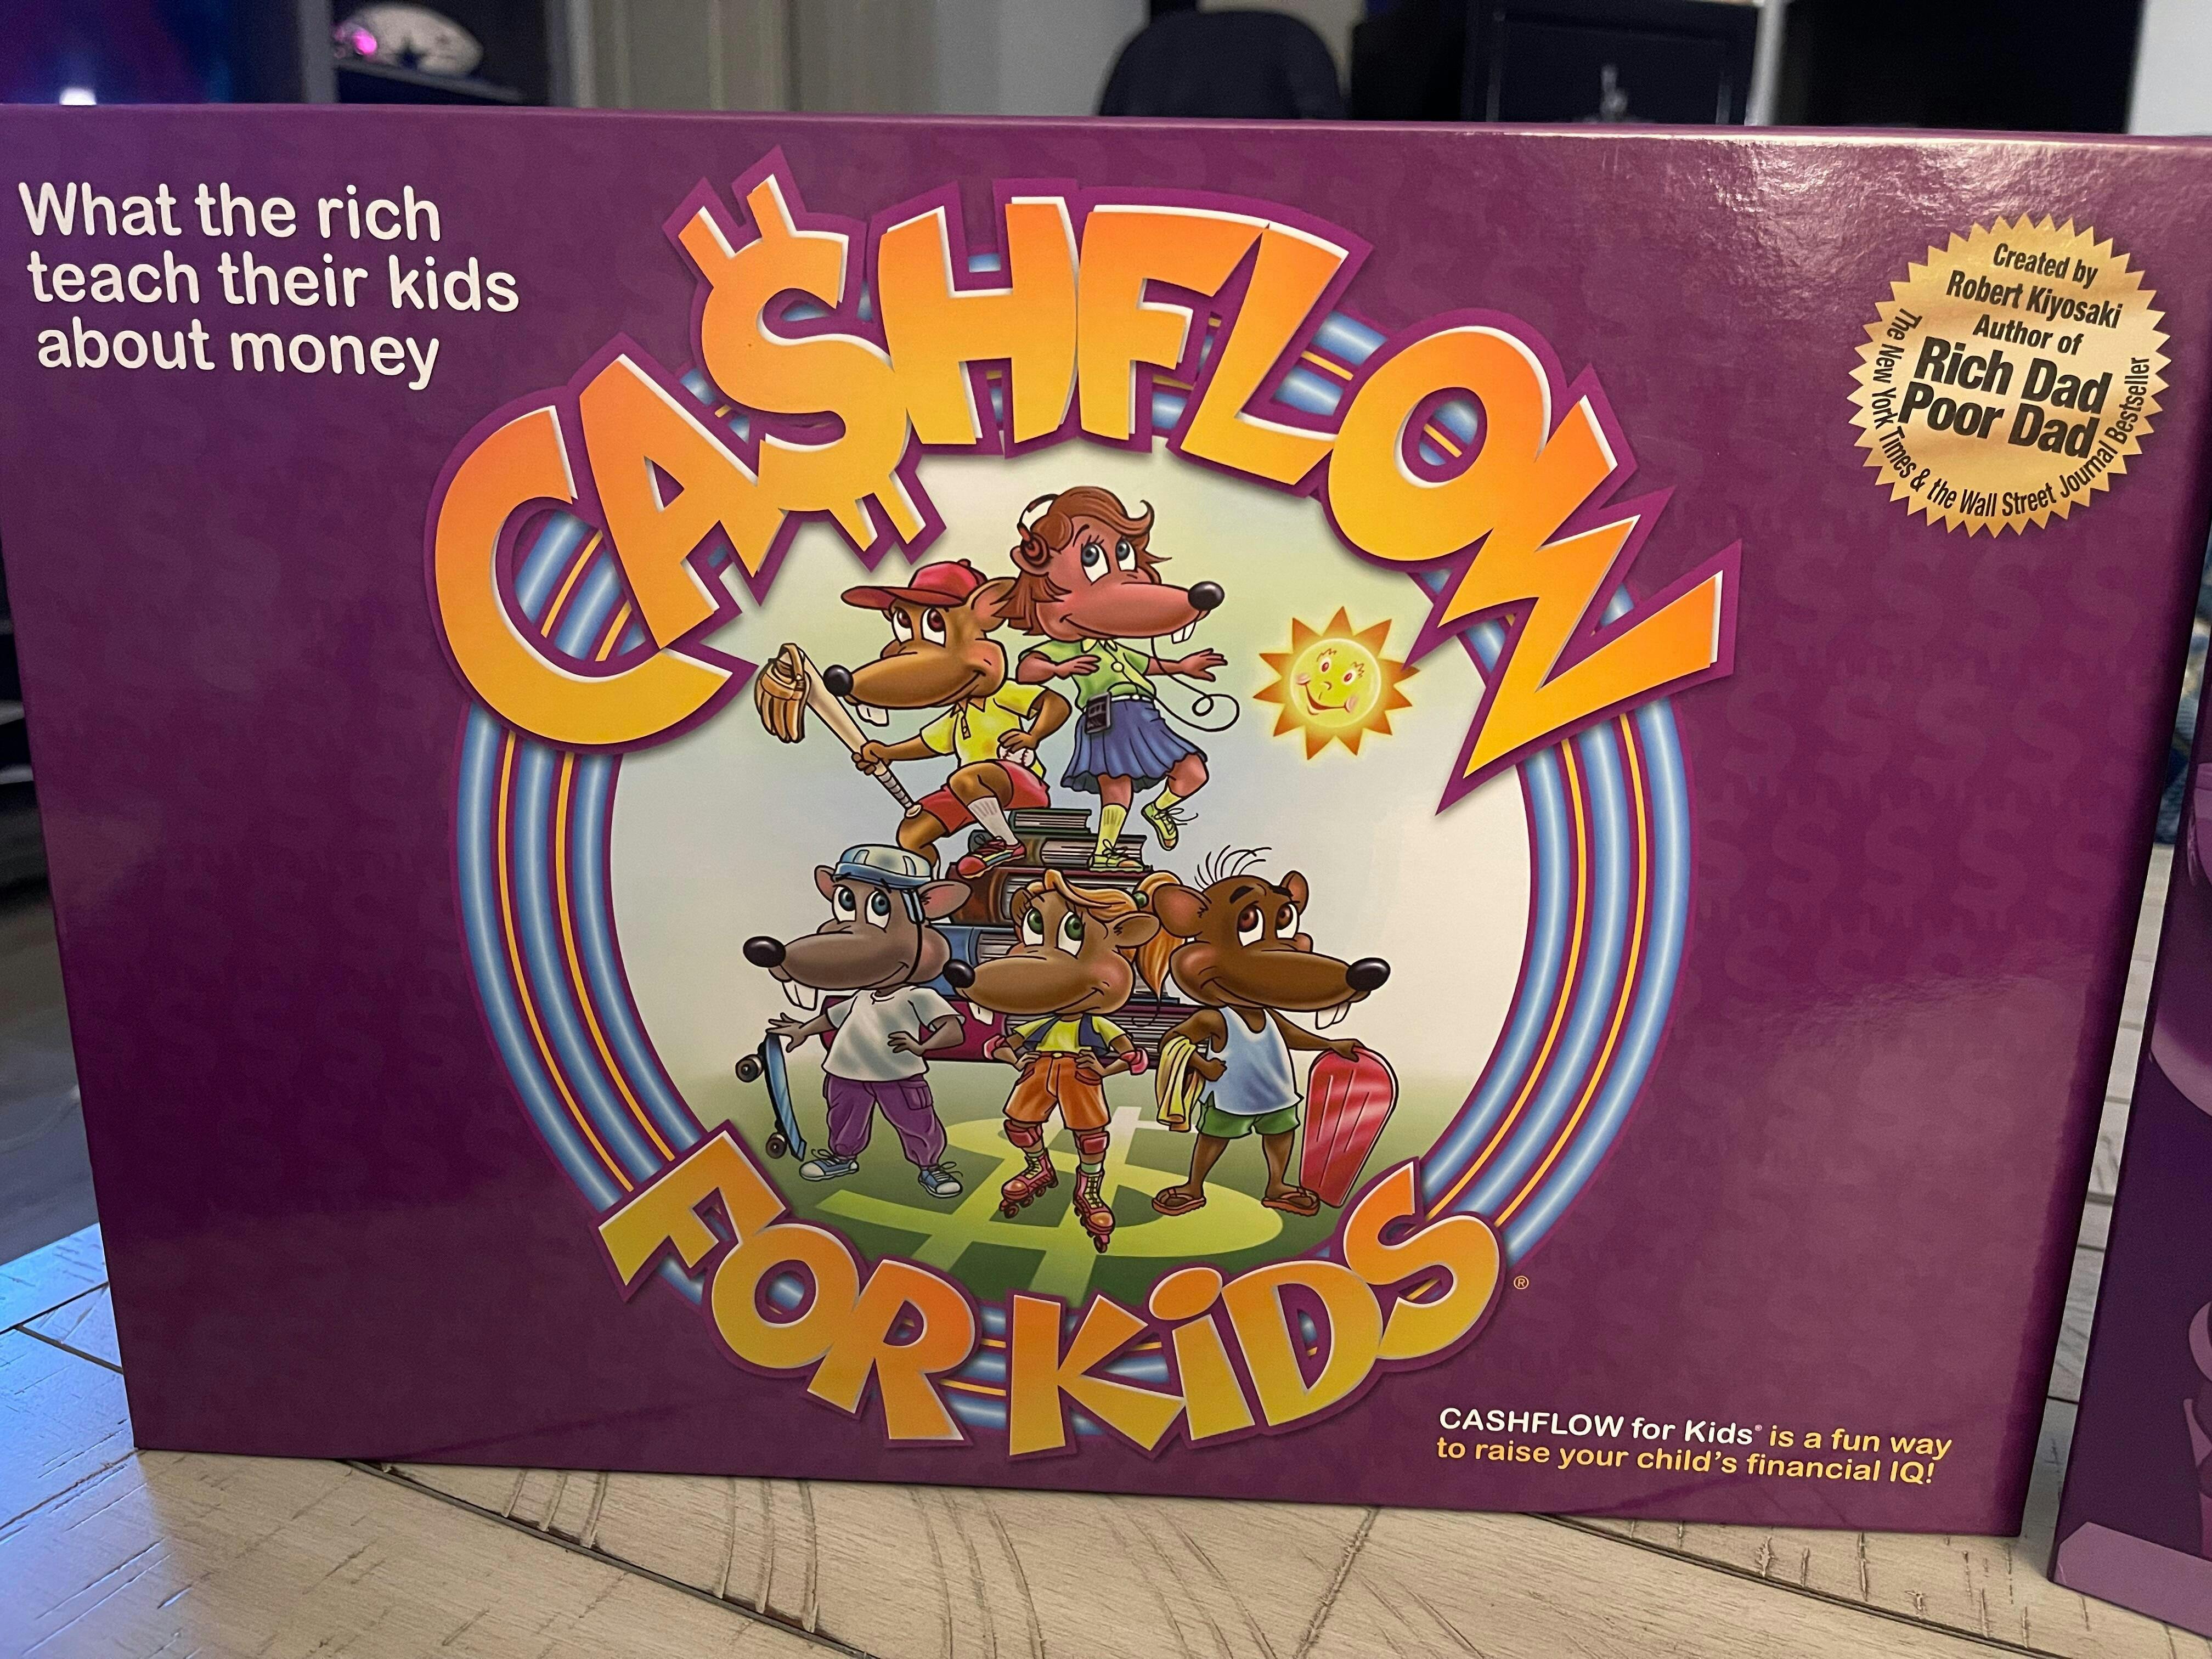 What the rich
teach their kids
about money
CA$HFLOW
FOR KiDS®
Created by
Robert Kiyosaki
Author of
Rich Dad
Poor Dad
The New York Times & the Wall Street Journal Bestseller
CASHFLOW for Kids® is a fun way
to raise your child's financial IQ!